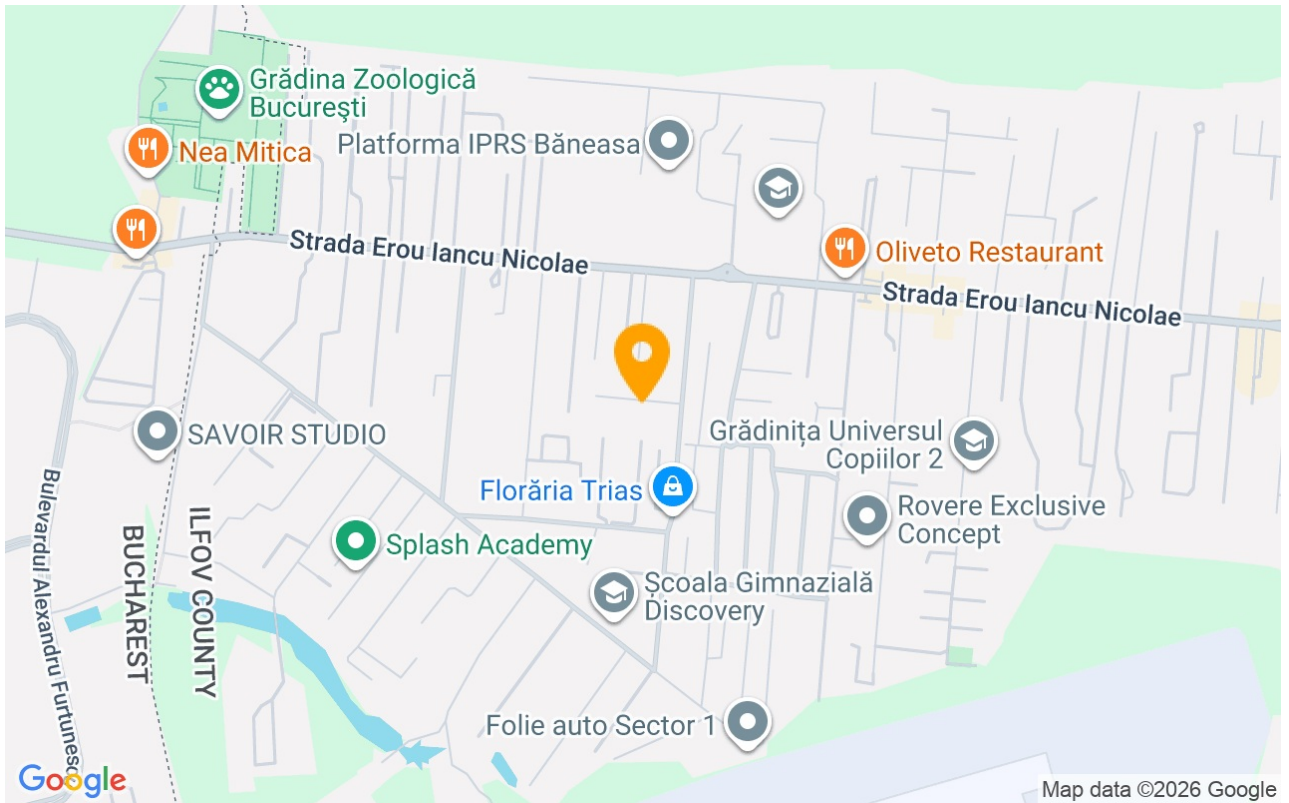 Grădina Zoologică
Bucureşti
Nea Mitica
Platforma IPRS Băneasa
Strada Erou Iancu Nicolae
Oliveto Restaurant
Strada Erou Iancu Nicolae
SAVOIR STUDIO
Grădinița Universul
Copiilor 2
Florăria Trias
Rovere Exclusive
Concept
Splash Academy
Școala Gimnazială
Discovery
ILFOV COUNTY
BUCHAREST
Bulevardul Alexandru Furtunescu
Folie auto Sector 1
Google
Map data ©2026 Google